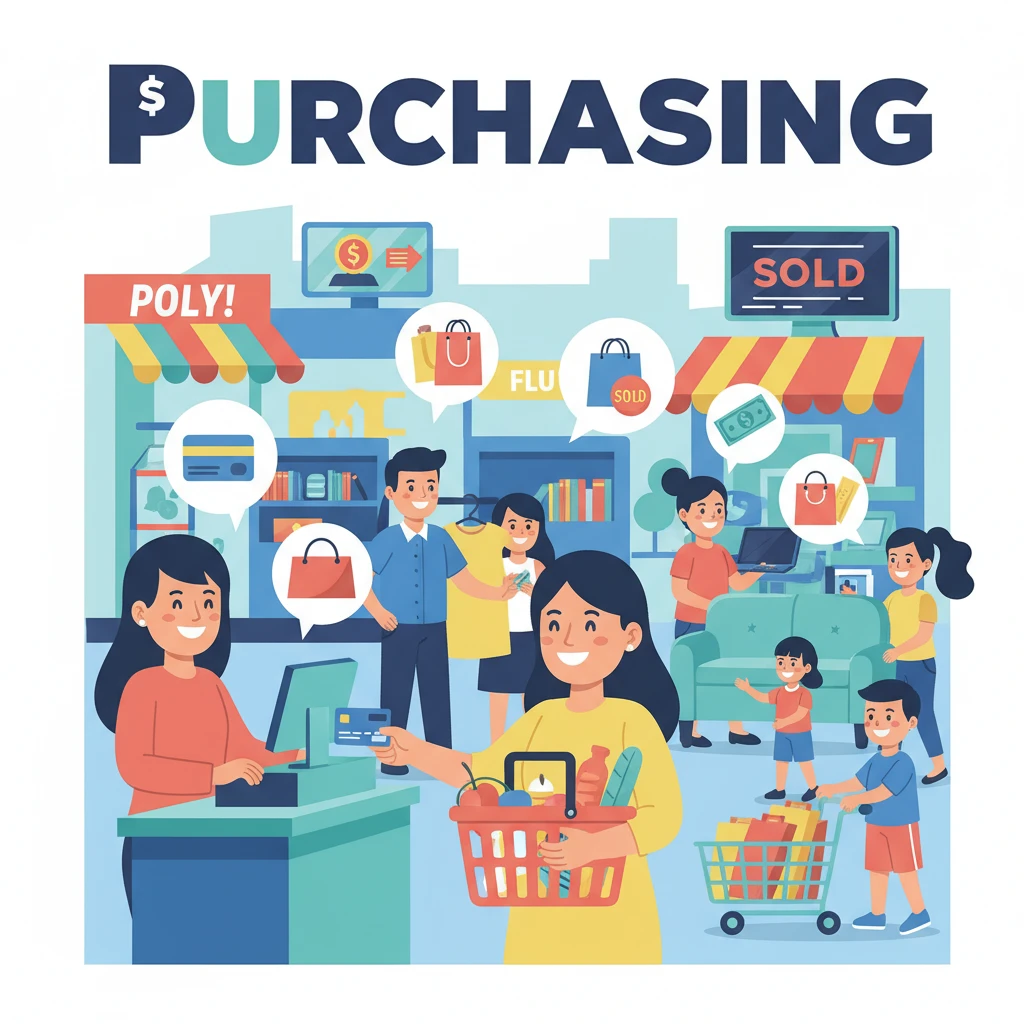 PURCHASING
$
$
SOLD
POLY!
FLU
SOLD
$